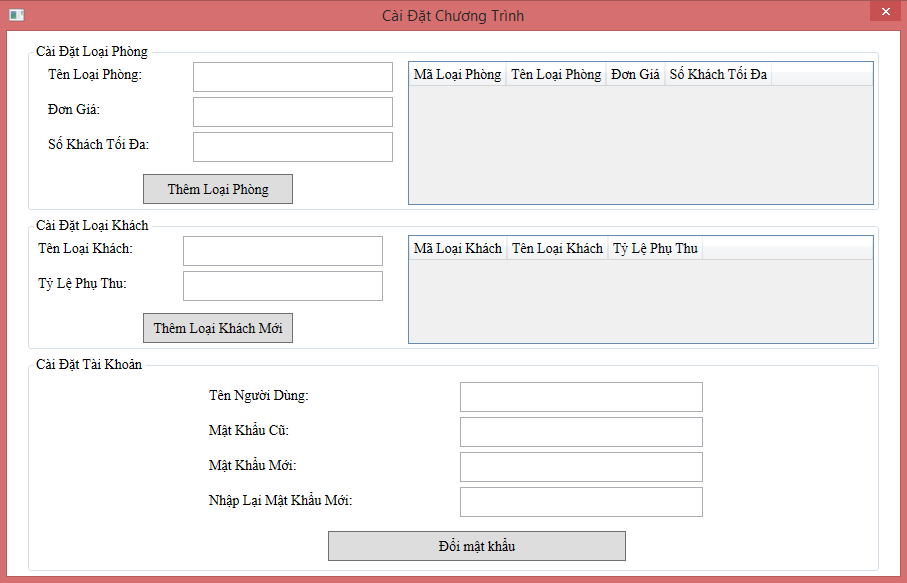 Cài Đặt Chương Trình
Cài Đặt Loại Phòng
Tên Loại Phòng:
Đơn Giá:
Số Khách Tối Đa:
Thêm Loại Phòng
Mã Loại Phòng Tên Loại Phòng Đơn Giá Số Khách Tối Đa
Cài Đặt Loại Khách
Tên Loại Khách:
Tỷ Lệ Phụ Thu:
Thêm Loại Khách Mới
Mã Loại Khách Tên Loại Khách Tỷ Lệ Phụ Thu
Cài Đặt Tài Khoản
Tên Người Dùng:
Mật Khẩu Cũ:
Mật Khẩu Mới:
Nhập Lại Mật Khẩu Mới:
Đổi mật khẩu